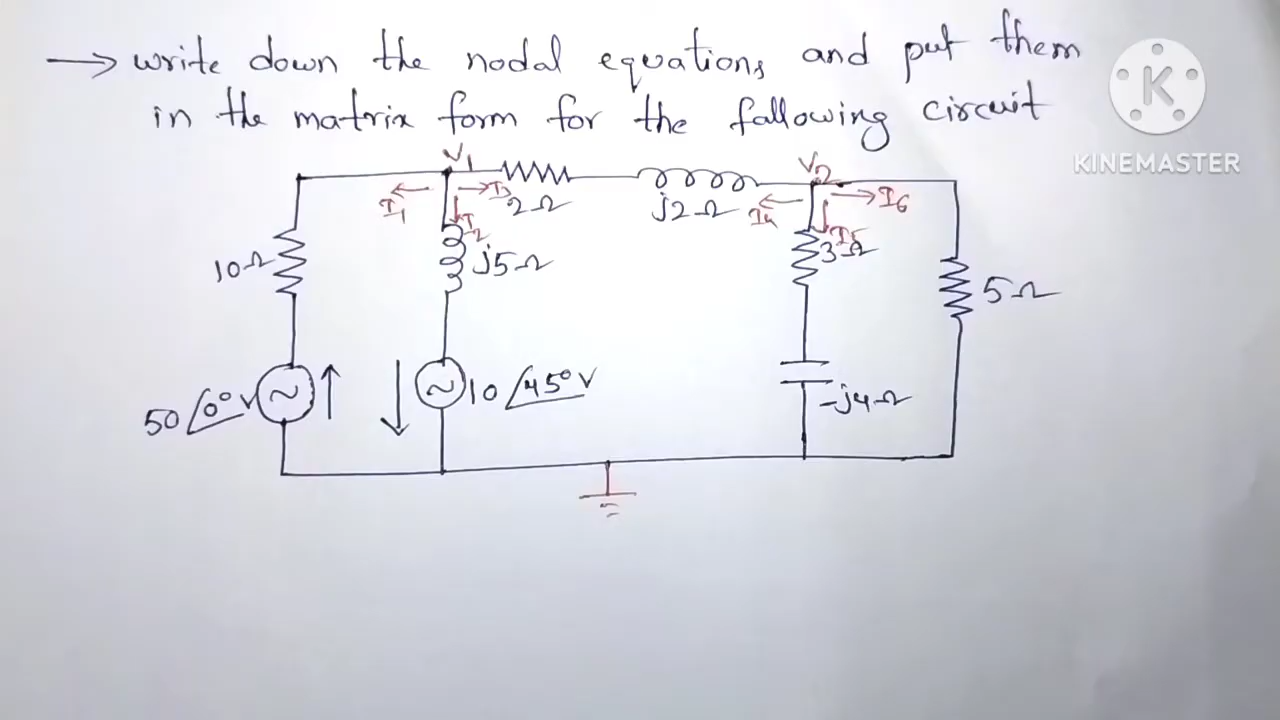 → write down the nodal equations and put them
in the matrix form for the fallowing circuit
K
KINEMASTER
V1 V2
I1 I3 2Ω j2Ω I4 I6
I2 I5
10Ω j5Ω 3Ω 5Ω
50∠0° V 10∠45° V -j4Ω